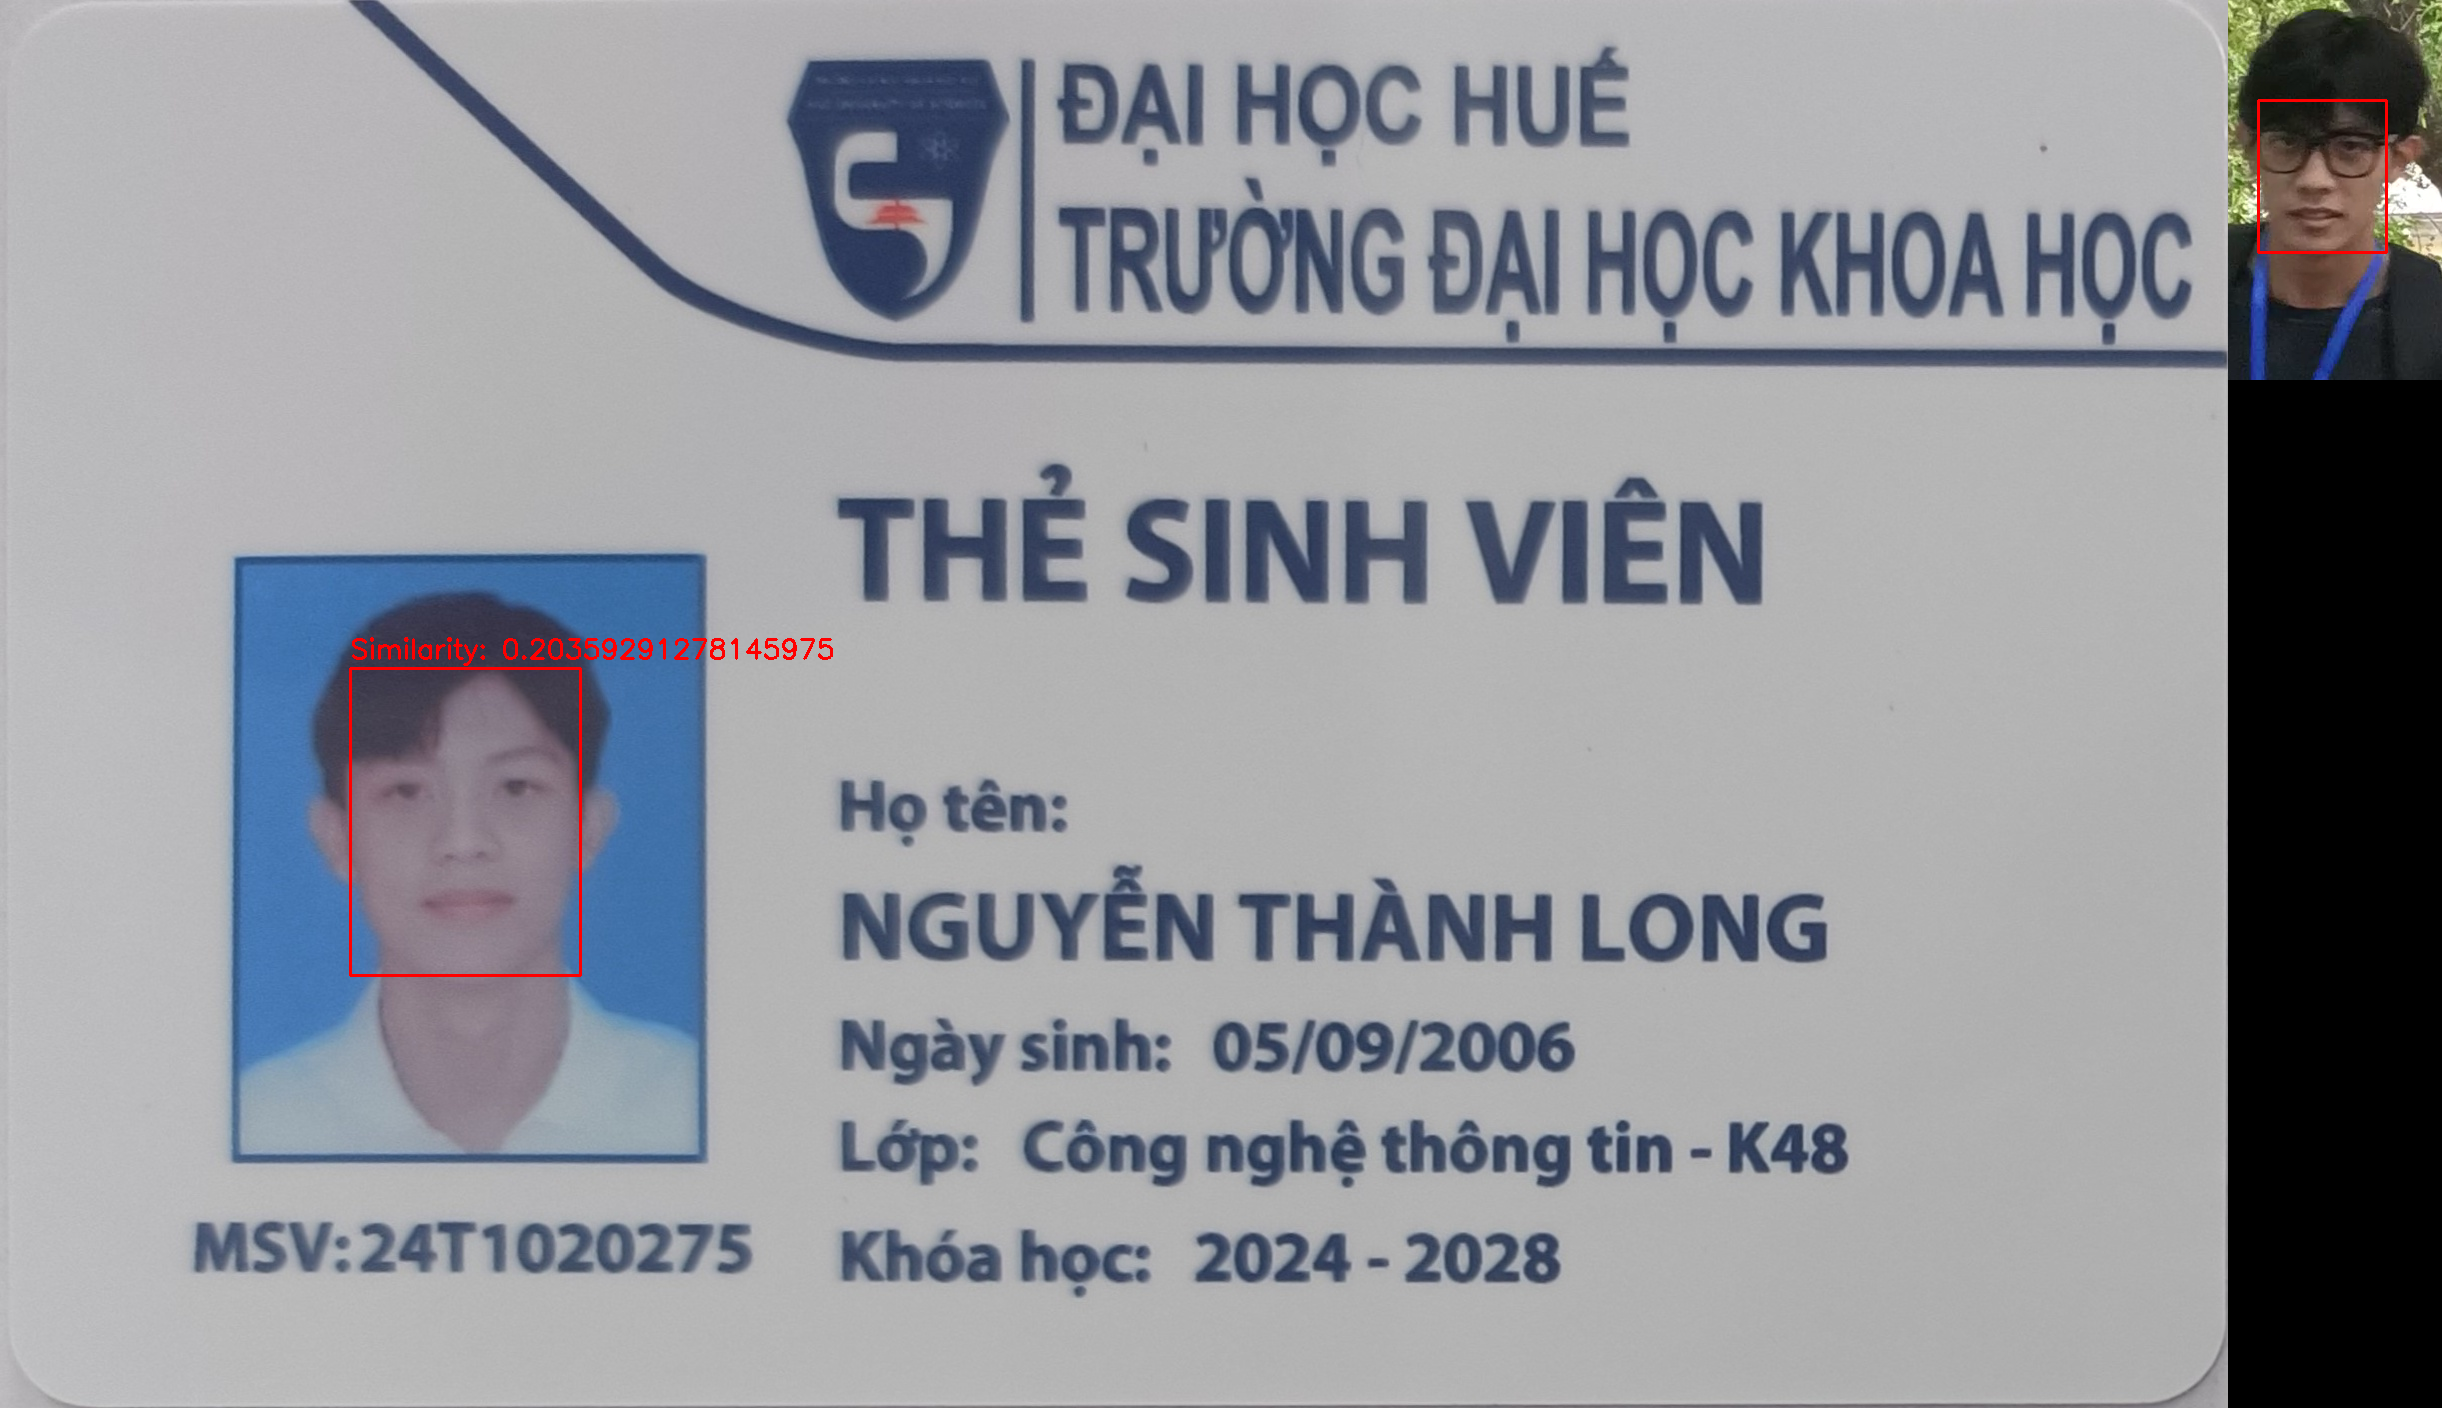 ĐẠI HỌC HUẾ
TRƯỜNG ĐẠI HỌC KHOA HỌC
THẺ SINH VIÊN
Similarity: 0.20359291278145975
Họ tên:
NGUYỄN THÀNH LONG
Ngày sinh: 05/09/2006
Lớp: Công nghệ thông tin - K48
MSV: 24T1020275
Khóa học: 2024 - 2028